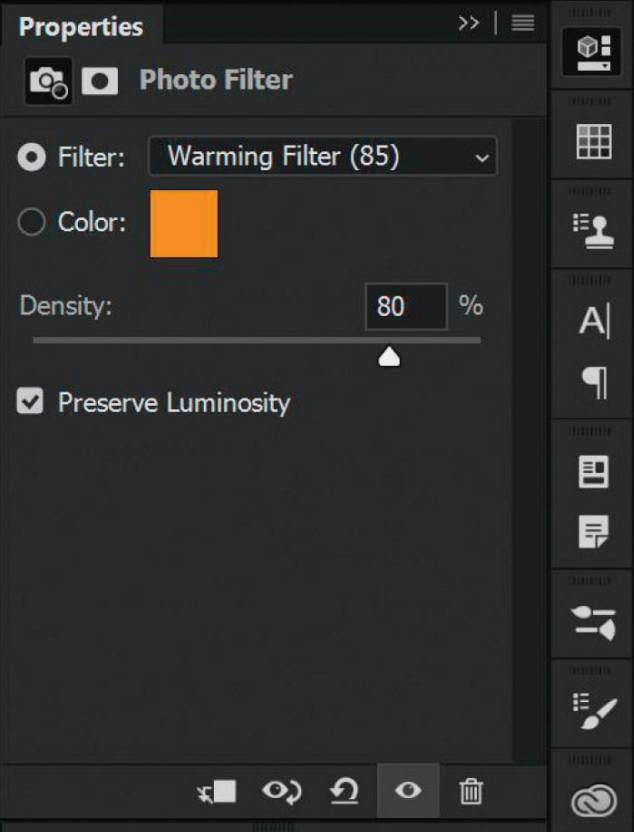 Properties
Photo Filter
Filter: Warming Filter (85)
Color:
Density: 80 %
Preserve Luminosity